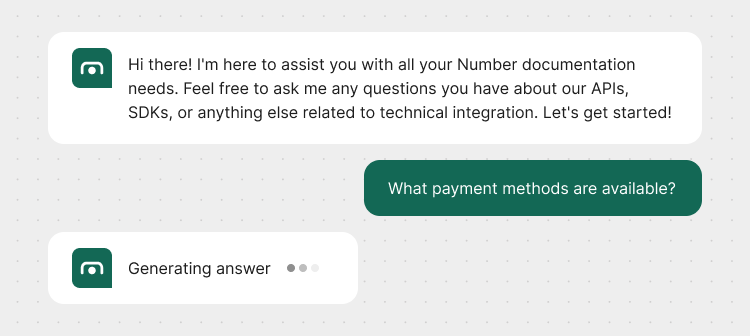 Hi there! I'm here to assist you with all your Number documentation
needs. Feel free to ask me any questions you have about our APIs,
SDKs, or anything else related to technical integration. Let's get started!
What payment methods are available?
Generating answer